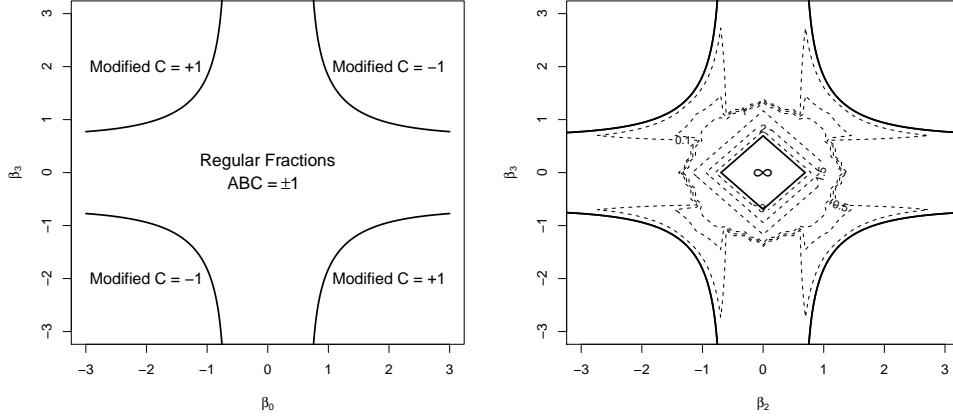 3
2
1
0
−1
−2
−3
β3
Modified C = +1
Modified C = −1
Regular Fractions
ABC = ±1
Modified C = −1
Modified C = +1
−3 −2 −1 0 1 2 3
β0
3
2
1
0
−1
−2
−3
β3
1
0.1
2
∞
1.5
3
0.5
−3 −2 −1 0 1 2 3
β2